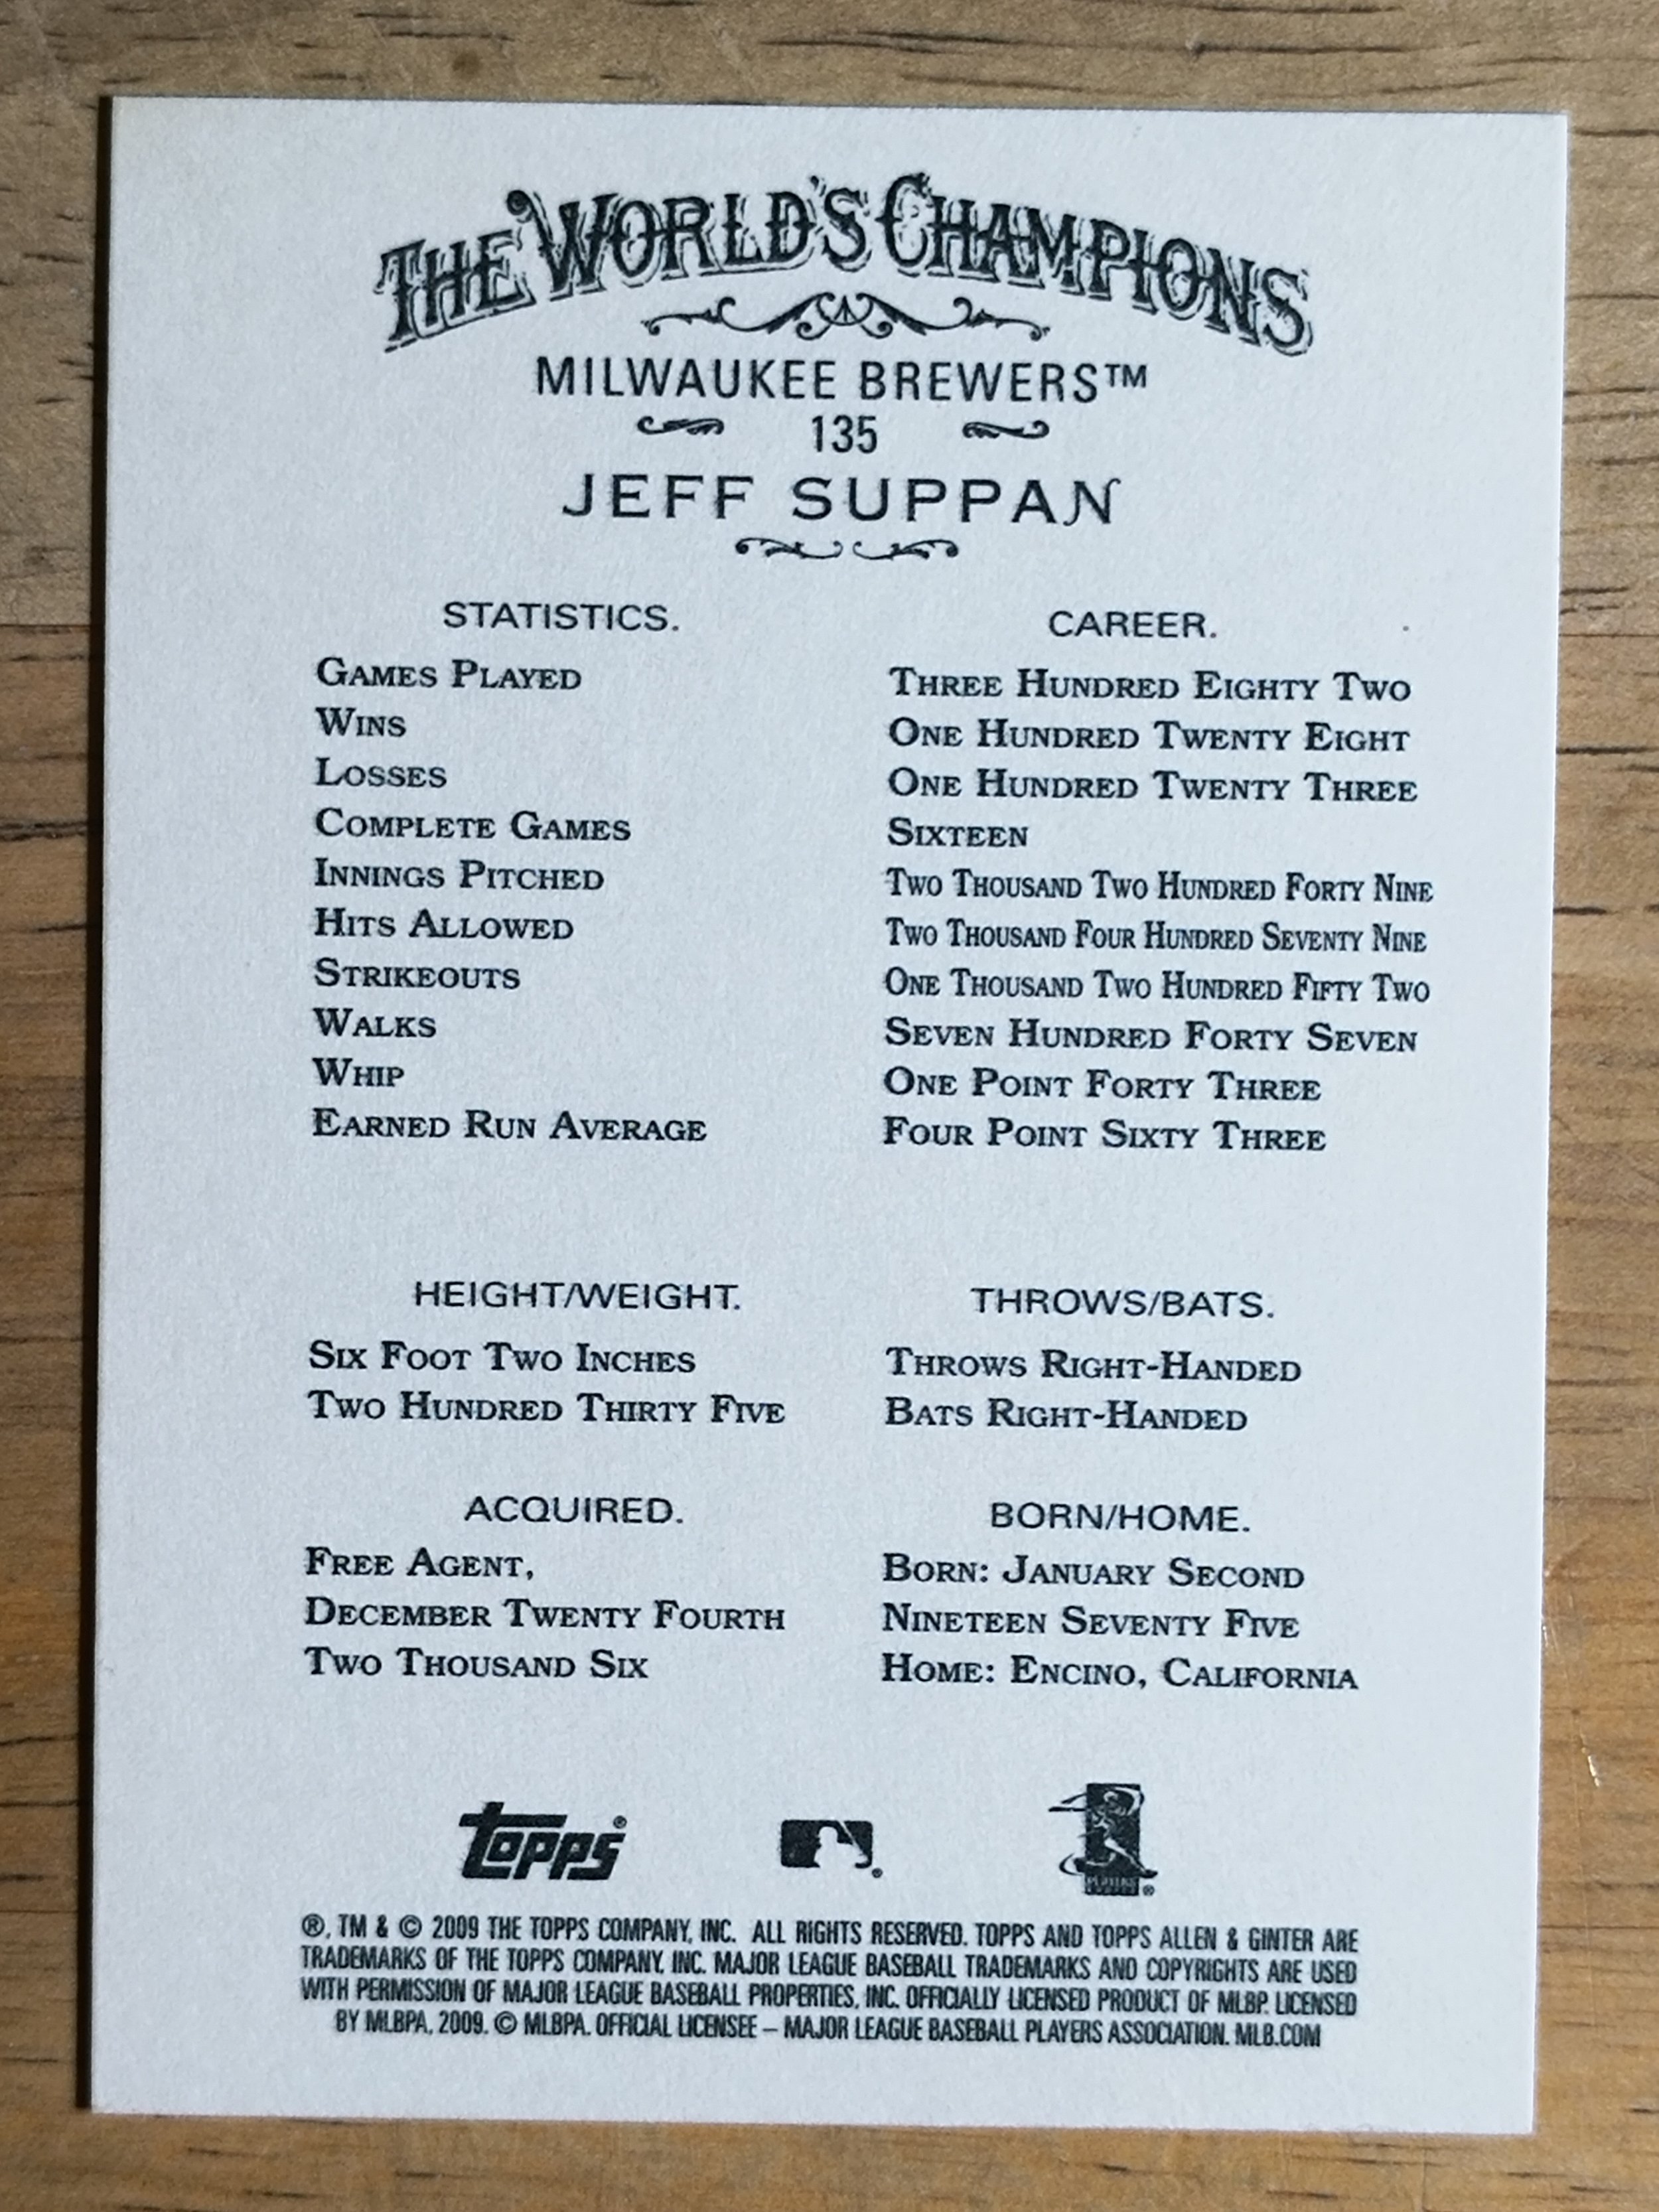 THE WORLD'S CHAMPIONS
MILWAUKEE BREWERS™
135
JEFF SUPPAN
STATISTICS. CAREER.
GAMES PLAYED THREE HUNDRED EIGHTY TWO
WINS ONE HUNDRED TWENTY EIGHT
LOSSES ONE HUNDRED TWENTY THREE
COMPLETE GAMES SIXTEEN
INNINGS PITCHED TWO THOUSAND TWO HUNDRED FORTY NINE
HITS ALLOWED TWO THOUSAND FOUR HUNDRED SEVENTY NINE
STRIKEOUTS ONE THOUSAND TWO HUNDRED FIFTY TWO
WALKS SEVEN HUNDRED FORTY SEVEN
WHIP ONE POINT FORTY THREE
EARNED RUN AVERAGE FOUR POINT SIXTY THREE
HEIGHT/WEIGHT.
SIX FOOT TWO INCHES
TWO HUNDRED THIRTY FIVE
THROWS/BATS.
THROWS RIGHT-HANDED
BATS RIGHT-HANDED
ACQUIRED.
FREE AGENT,
DECEMBER TWENTY FOURTH
TWO THOUSAND SIX
BORN/HOME.
BORN: JANUARY SECOND
NINETEEN SEVENTY FIVE
HOME: ENCINO, CALIFORNIA
topps®
®, TM & © 2009 THE TOPPS COMPANY, INC. ALL RIGHTS RESERVED. TOPPS AND TOPPS ALLEN & GINTER ARE
TRADEMARKS OF THE TOPPS COMPANY, INC. MAJOR LEAGUE BASEBALL TRADEMARKS AND COPYRIGHTS ARE USED
WITH PERMISSION OF MAJOR LEAGUE BASEBALL PROPERTIES, INC. OFFICIALLY LICENSED PRODUCT OF MLBP. LICENSED
BY MLBPA, 2009. © MLBPA. OFFICIAL LICENSEE – MAJOR LEAGUE BASEBALL PLAYERS ASSOCIATION. MLB.COM